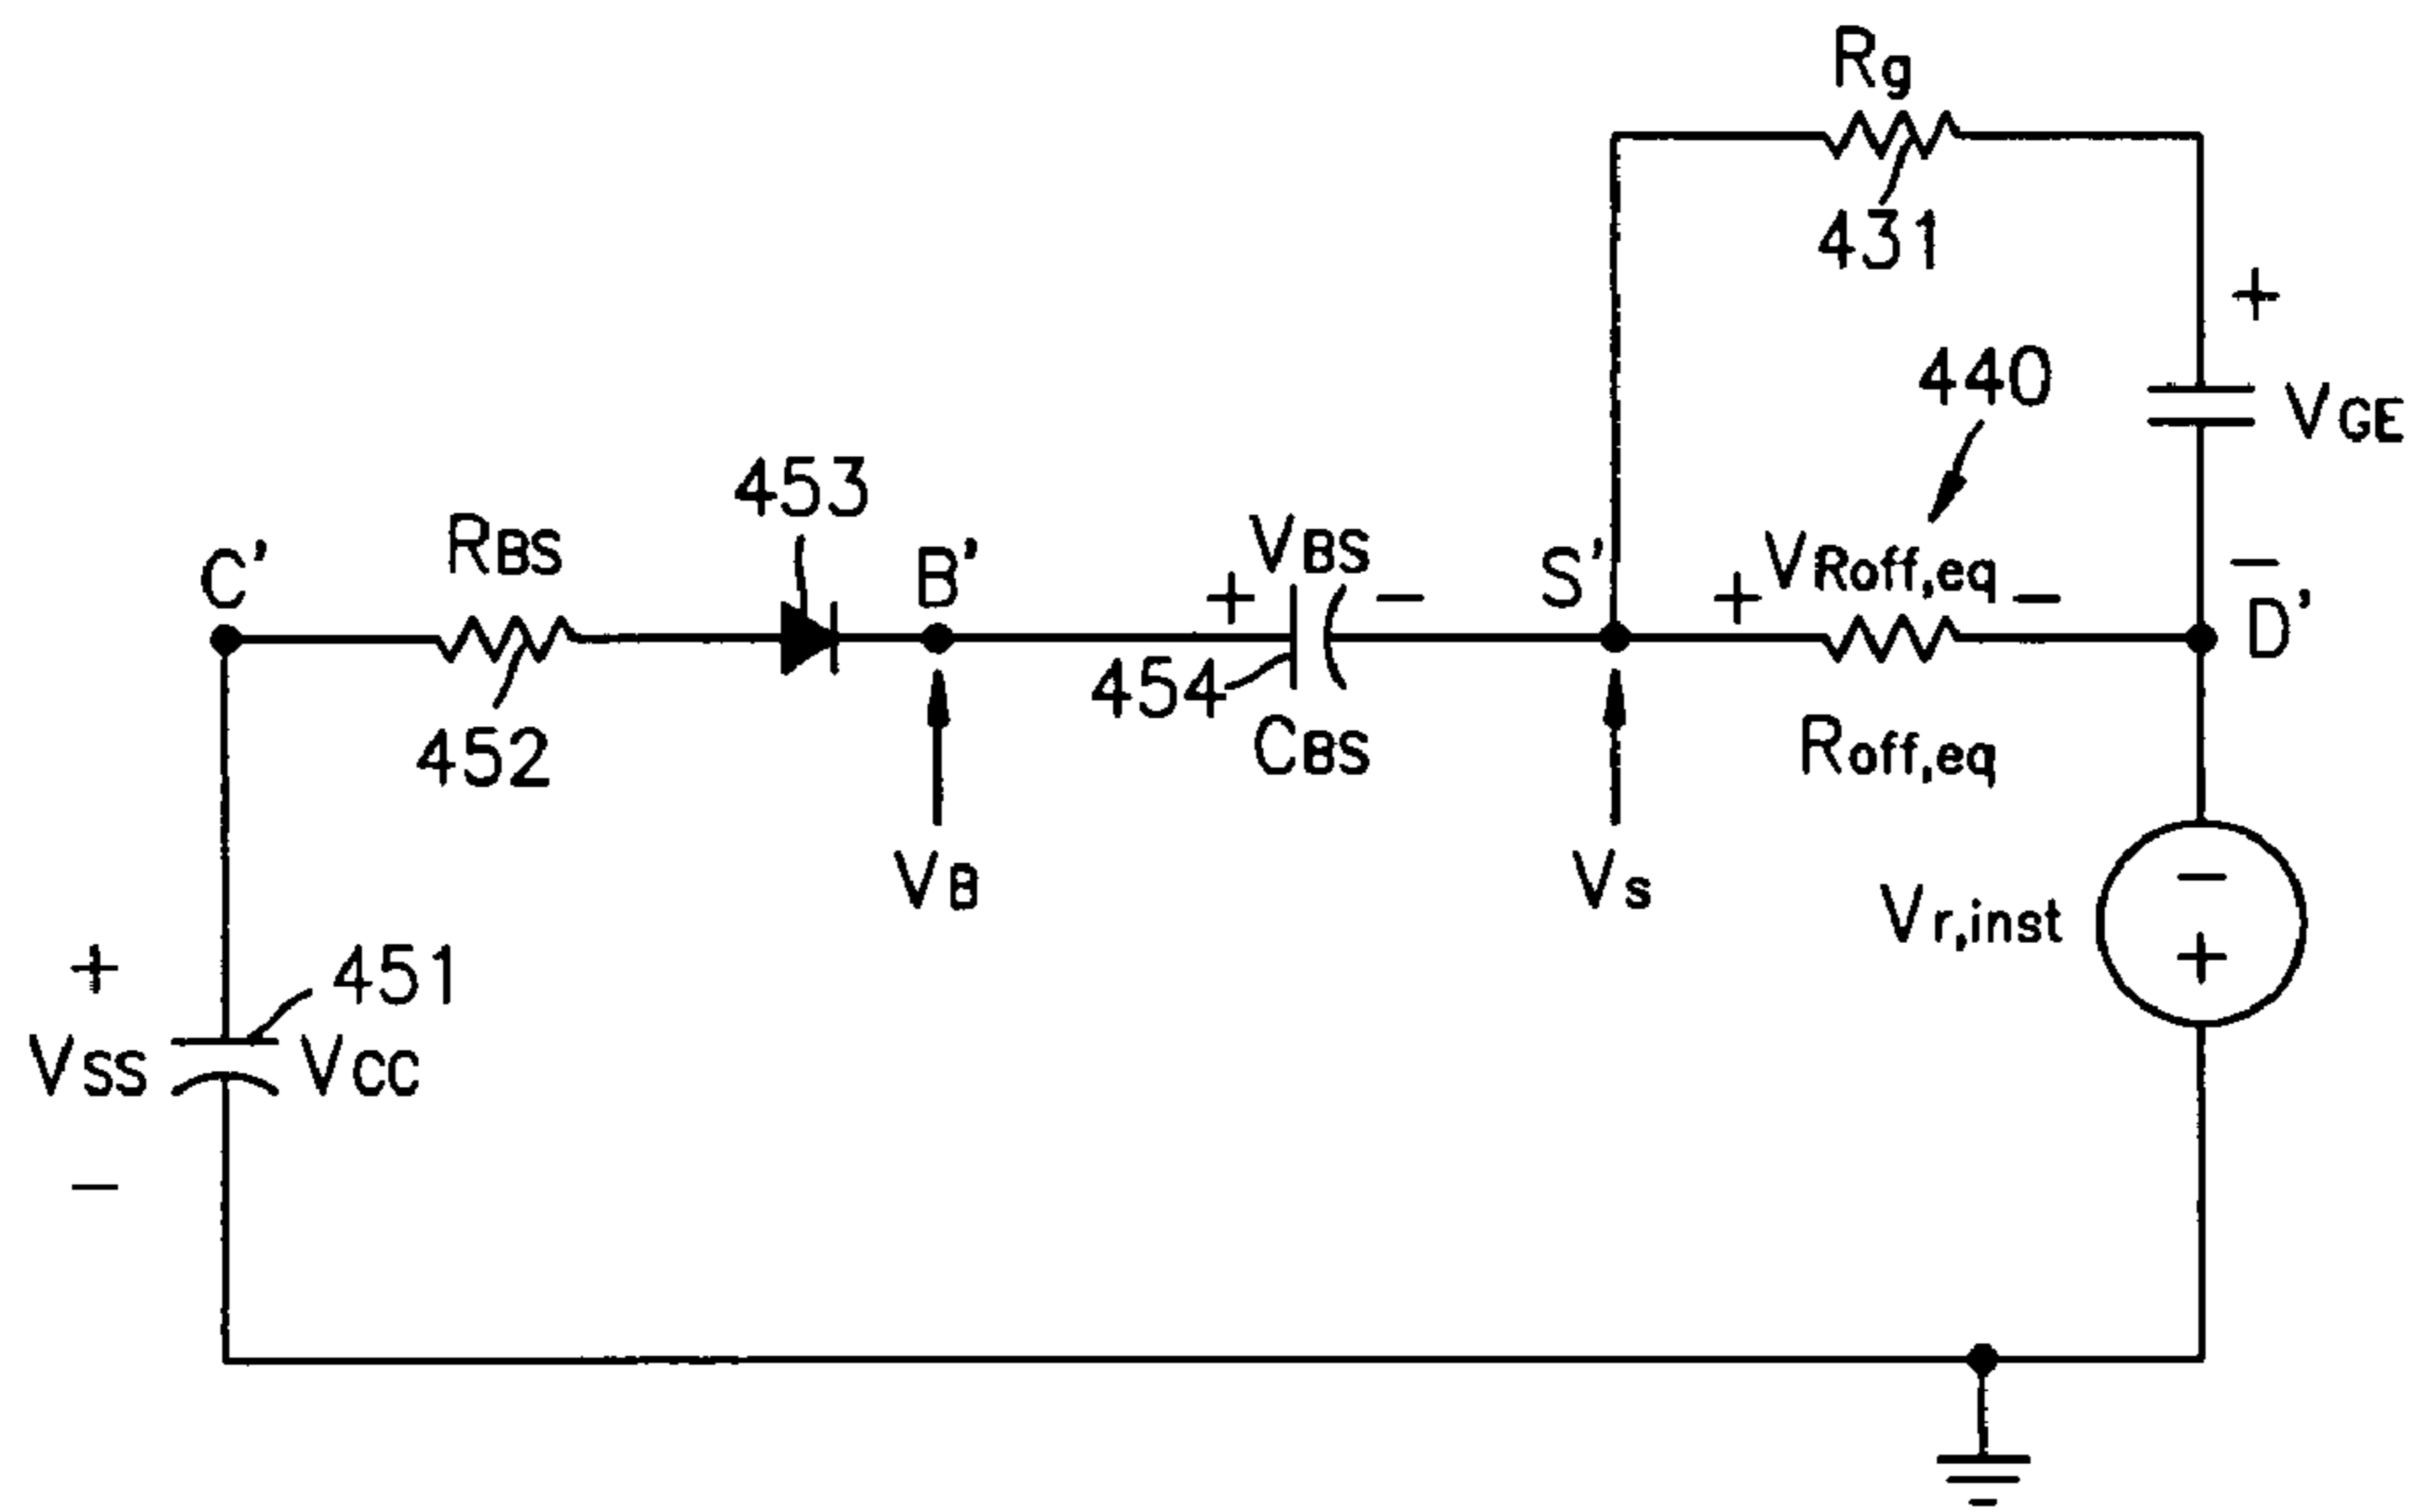 Rg
431
+
440
VGE
453
RBS
C'
B'
VBS
S'
VRoff,eq
+ -
+ -
-
D'
452
454
CBS
Roff,eq
VB
Vs
-
Vr,inst
+
+
451
VSS
VCC
-